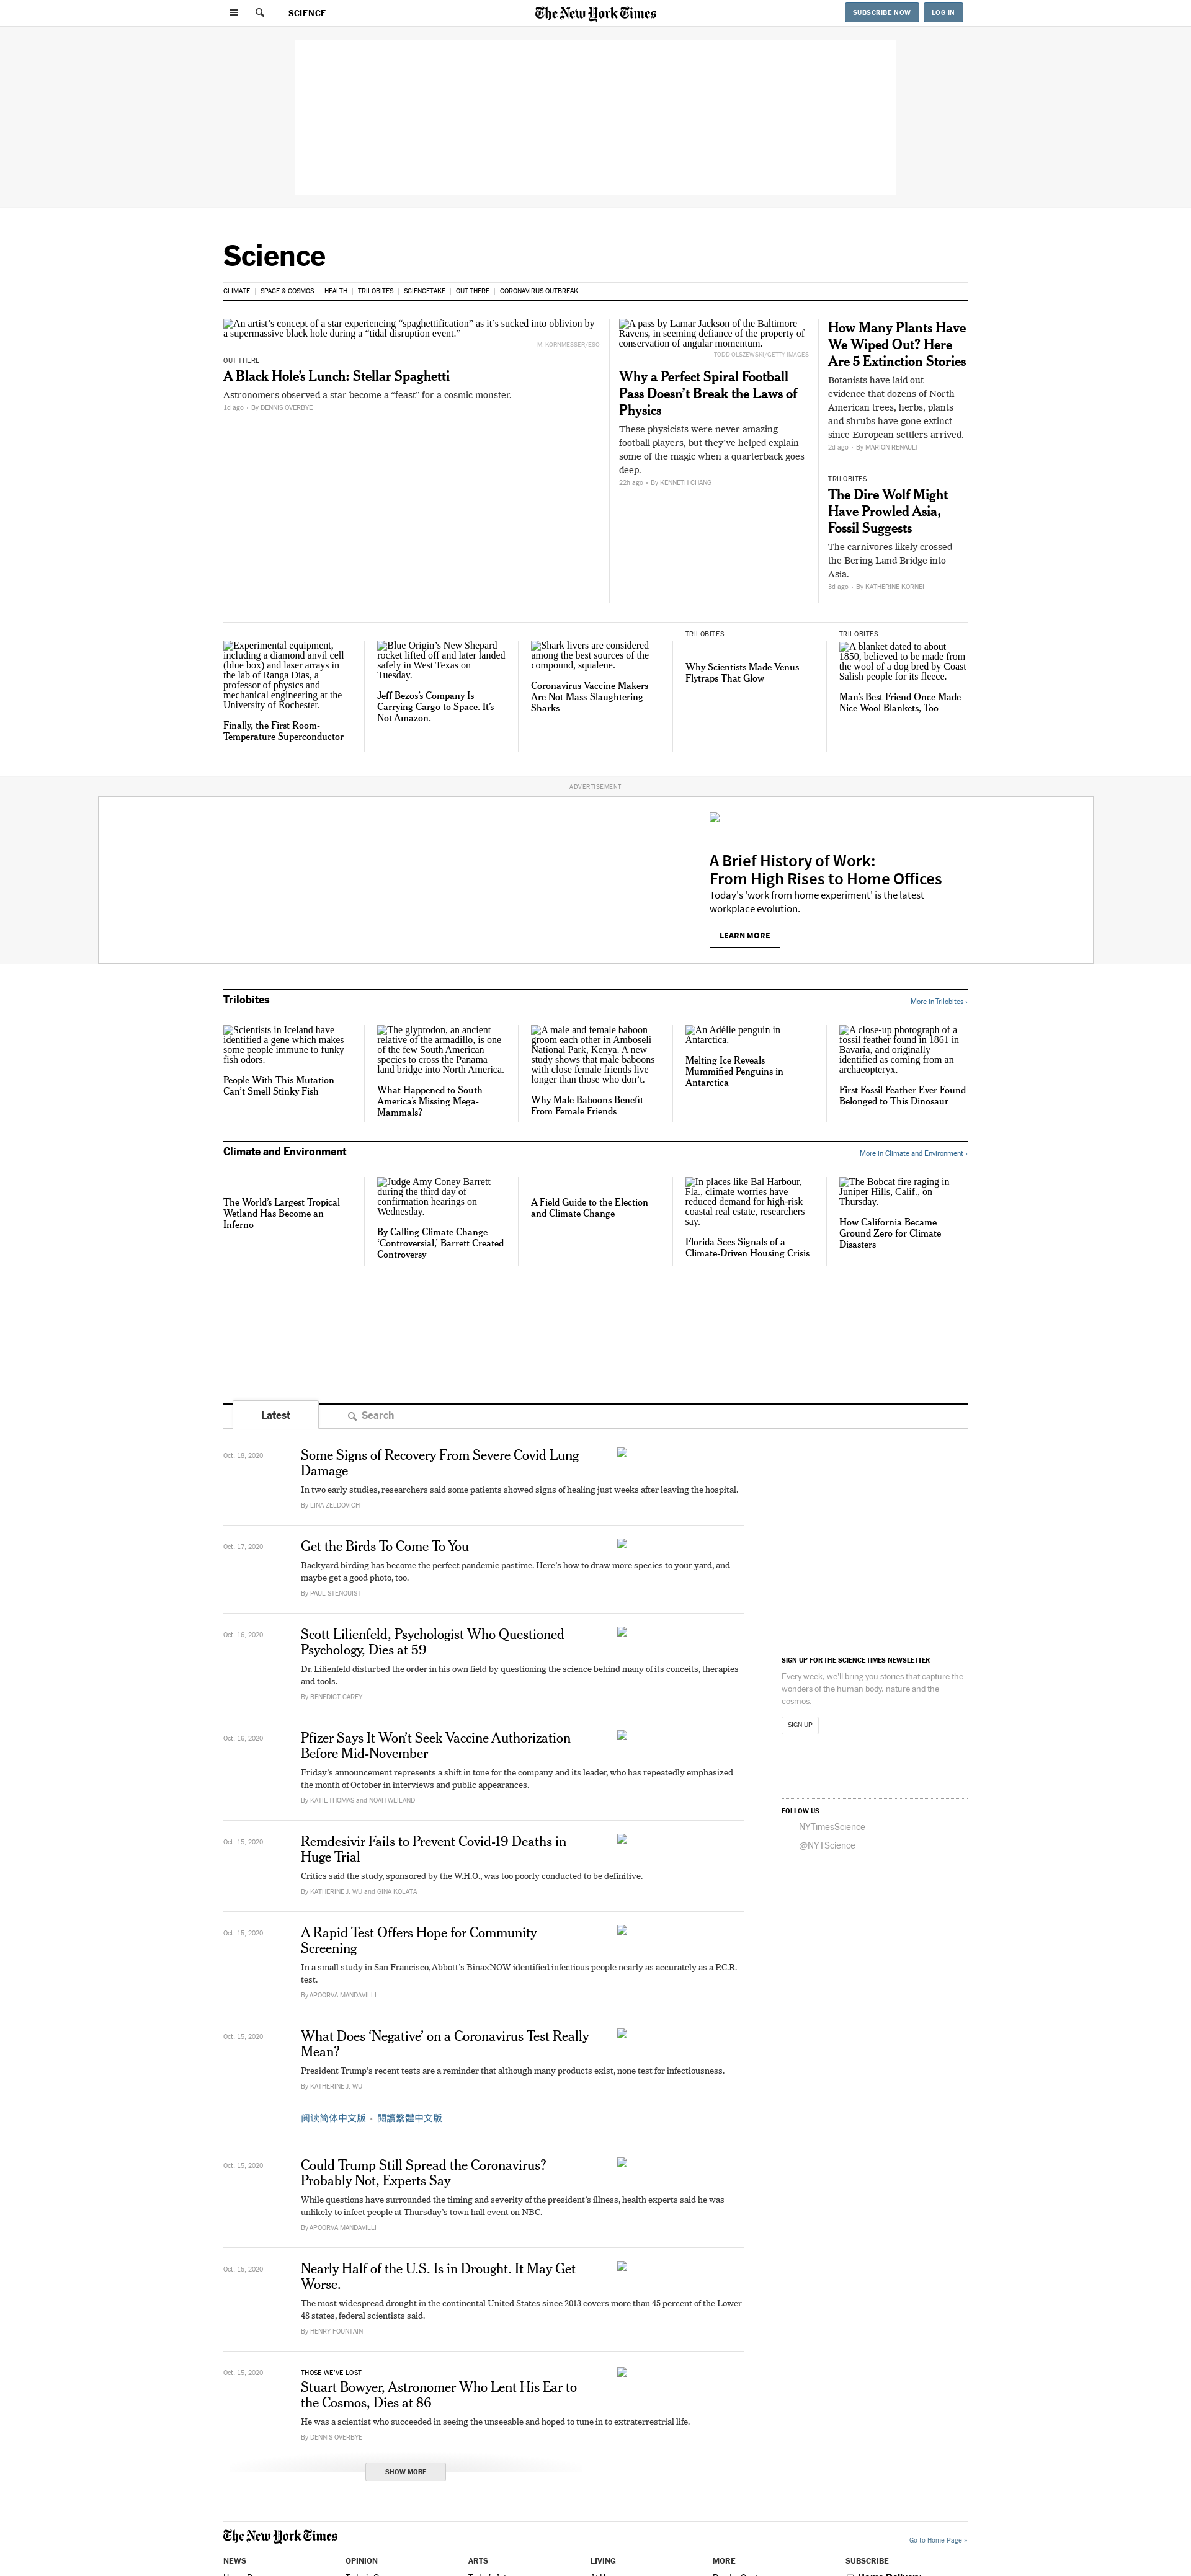 SCIENCE
The New York Times
SUBSCRIBE NOW
LOG IN
Science
CLIMATE
SPACE & COSMOS
HEALTH
TRILOBITES
SCIENCETAKE
OUT THERE
CORONAVIRUS OUTBREAK
An artist’s concept of a star experiencing “spaghettification” as it’s sucked into oblivion by
a supermassive black hole during a “tidal disruption event.”
M. KORNMESSER/ESO
OUT THERE
A Black Hole’s Lunch: Stellar Spaghetti
Astronomers observed a star become a “feast” for a cosmic monster.
1d ago • By DENNIS OVERBYE
A pass by Lamar Jackson of the Baltimore
Ravens, in seeming defiance of the property of
conservation of angular momentum.
TODD OLSZEWSKI/GETTY IMAGES
Why a Perfect Spiral Football
Pass Doesn’t Break the Laws of
Physics
These physicists were never amazing
football players, but they’ve helped explain
some of the magic when a quarterback goes
deep.
22h ago • By KENNETH CHANG
How Many Plants Have
We Wiped Out? Here
Are 5 Extinction Stories
Botanists have laid out
evidence that dozens of North
American trees, herbs, plants
and shrubs have gone extinct
since European settlers arrived.
2d ago • By MARION RENAULT
TRILOBITES
The Dire Wolf Might
Have Prowled Asia,
Fossil Suggests
The carnivores likely crossed
the Bering Land Bridge into
Asia.
3d ago • By KATHERINE KORNEI
Experimental equipment,
including a diamond anvil cell
(blue box) and laser arrays in
the lab of Ranga Dias, a
professor of physics and
mechanical engineering at the
University of Rochester.
Finally, the First Room-
Temperature Superconductor
Blue Origin’s New Shepard
rocket lifted off and later landed
safely in West Texas on
Tuesday.
Jeff Bezos’s Company Is
Carrying Cargo to Space. It’s
Not Amazon.
Shark livers are considered
among the best sources of the
compound, squalene.
Coronavirus Vaccine Makers
Are Not Mass-Slaughtering
Sharks
TRILOBITES
Why Scientists Made Venus
Flytraps That Glow
TRILOBITES
A blanket dated to about
1850, believed to be made from
the wool of a dog bred by Coast
Salish people for its fleece.
Man’s Best Friend Once Made
Nice Wool Blankets, Too
ADVERTISEMENT
A Brief History of Work:
From High Rises to Home Offices
Today's 'work from home experiment' is the latest
workplace evolution.
LEARN MORE
Trilobites
More in Trilobites ›
Scientists in Iceland have
identified a gene which makes
some people immune to funky
fish odors.
People With This Mutation
Can’t Smell Stinky Fish
The glyptodon, an ancient
relative of the armadillo, is one
of the few South American
species to cross the Panama
land bridge into North America.
What Happened to South
America’s Missing Mega-
Mammals?
A male and female baboon
groom each other in Amboseli
National Park, Kenya. A new
study shows that male baboons
with close female friends live
longer than those who don’t.
Why Male Baboons Benefit
From Female Friends
An Adélie penguin in
Antarctica.
Melting Ice Reveals
Mummified Penguins in
Antarctica
A close-up photograph of a
fossil feather found in 1861 in
Bavaria, and originally
identified as coming from an
archaeopteryx.
First Fossil Feather Ever Found
Belonged to This Dinosaur
Climate and Environment
More in Climate and Environment ›
The World’s Largest Tropical
Wetland Has Become an
Inferno
Judge Amy Coney Barrett
during the third day of
confirmation hearings on
Wednesday.
By Calling Climate Change
‘Controversial,’ Barrett Created
Controversy
A Field Guide to the Election
and Climate Change
In places like Bal Harbour,
Fla., climate worries have
reduced demand for high-risk
coastal real estate, researchers
say.
Florida Sees Signals of a
Climate-Driven Housing Crisis
The Bobcat fire raging in
Juniper Hills, Calif., on
Thursday.
How California Became
Ground Zero for Climate
Disasters
Latest
Search
Oct. 18, 2020
Some Signs of Recovery From Severe Covid Lung
Damage
In two early studies, researchers said some patients showed signs of healing just weeks after leaving the hospital.
By LINA ZELDOVICH
Oct. 17, 2020
Get the Birds To Come To You
Backyard birding has become the perfect pandemic pastime. Here’s how to draw more species to your yard, and
maybe get a good photo, too.
By PAUL STENQUIST
Oct. 16, 2020
Scott Lilienfeld, Psychologist Who Questioned
Psychology, Dies at 59
Dr. Lilienfeld disturbed the order in his own field by questioning the science behind many of its conceits, therapies
and tools.
By BENEDICT CAREY
SIGN UP FOR THE SCIENCE TIMES NEWSLETTER
Every week, we'll bring you stories that capture the
wonders of the human body, nature and the
cosmos.
SIGN UP
Oct. 16, 2020
Pfizer Says It Won’t Seek Vaccine Authorization
Before Mid-November
Friday’s announcement represents a shift in tone for the company and its leader, who has repeatedly emphasized
the month of October in interviews and public appearances.
By KATIE THOMAS and NOAH WEILAND
FOLLOW US
NYTimesScience
@NYTScience
Oct. 15, 2020
Remdesivir Fails to Prevent Covid-19 Deaths in
Huge Trial
Critics said the study, sponsored by the W.H.O., was too poorly conducted to be definitive.
By KATHERINE J. WU and GINA KOLATA
Oct. 15, 2020
A Rapid Test Offers Hope for Community
Screening
In a small study in San Francisco, Abbott’s BinaxNOW identified infectious people nearly as accurately as a P.C.R.
test.
By APOORVA MANDAVILLI
Oct. 15, 2020
What Does ‘Negative’ on a Coronavirus Test Really
Mean?
President Trump’s recent tests are a reminder that although many products exist, none test for infectiousness.
By KATHERINE J. WU
阅读简体中文版 • 閱讀繁體中文版
Oct. 15, 2020
Could Trump Still Spread the Coronavirus?
Probably Not, Experts Say
While questions have surrounded the timing and severity of the president’s illness, health experts said he was
unlikely to infect people at Thursday’s town hall event on NBC.
By APOORVA MANDAVILLI
Oct. 15, 2020
Nearly Half of the U.S. Is in Drought. It May Get
Worse.
The most widespread drought in the continental United States since 2013 covers more than 45 percent of the Lower
48 states, federal scientists said.
By HENRY FOUNTAIN
Oct. 15, 2020
THOSE WE’VE LOST
Stuart Bowyer, Astronomer Who Lent His Ear to
the Cosmos, Dies at 86
He was a scientist who succeeded in seeing the unseeable and hoped to tune in to extraterrestrial life.
By DENNIS OVERBYE
SHOW MORE
The New York Times
Go to Home Page »
NEWS
OPINION
ARTS
LIVING
MORE
SUBSCRIBE